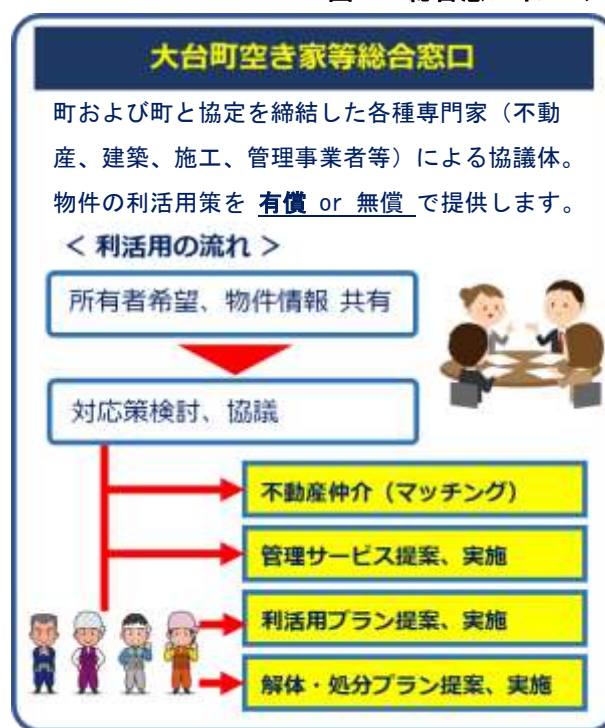 大台町空き家等総合窓口
町および町と協定を締結した各種専門家（不動
産、建築、施工、管理事業者等）による協議体。
物件の利活用策を 有償 or 無償 で提供します。
＜ 利活用の流れ ＞
所有者希望、物件情報 共有
対応策検討、協議
不動産仲介（マッチング）
管理サービス提案、実施
利活用プラン提案、実施
解体・処分プラン提案、実施